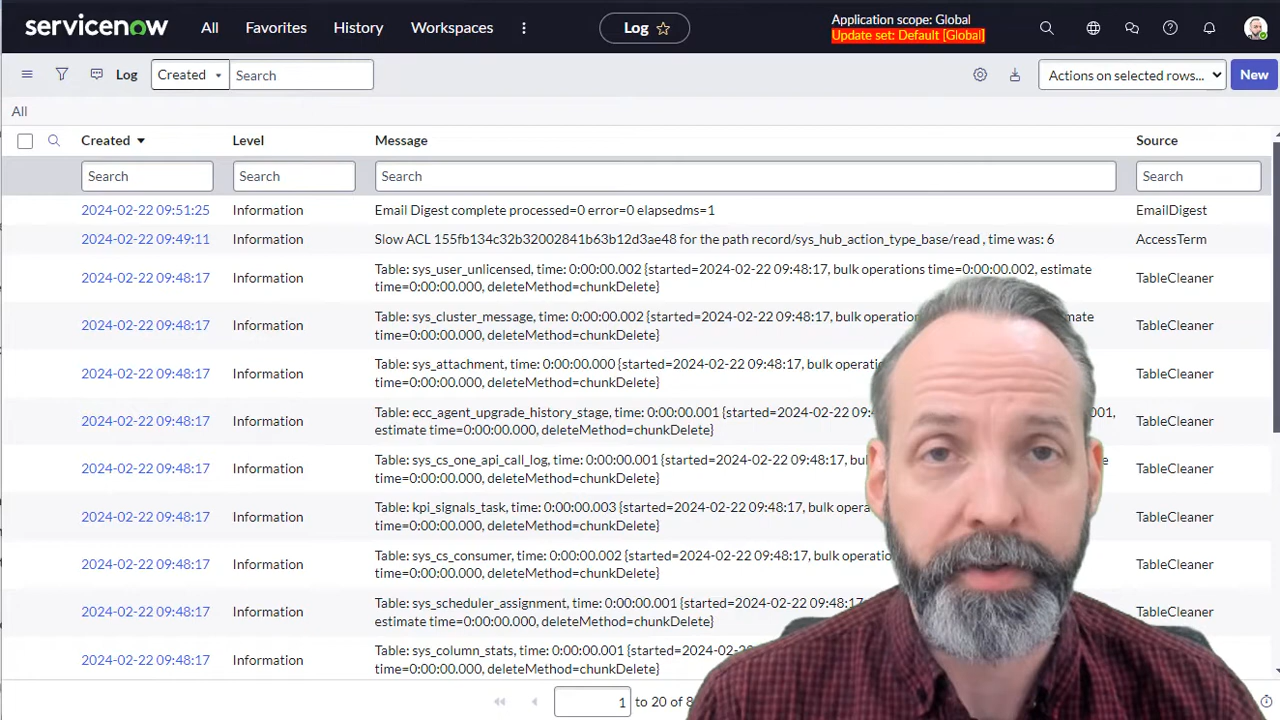 servicenow All Favorites History Workspaces Log Application scope: Global
Update set: Default [Global]
Log Created Search Actions on selected rows... New
All
Created Level Message Source
Search Search Search Search
2024-02-22 09:51:25 Information Email Digest complete processed=0 error=0 elapsedms=1 EmailDigest
2024-02-22 09:49:11 Information Slow ACL 155fb134c32b32002841b63b12d3ae48 for the path record/sys_hub_action_type_base/read , time was: 6 AccessTerm
2024-02-22 09:48:17 Information Table: sys_user_unlicensed, time: 0:00:00.002 {started=2024-02-22 09:48:17, bulk operations time=0:00:00.002, estimate TableCleaner
time=0:00:00.000, deleteMethod=chunkDelete}
2024-02-22 09:48:17 Information Table: sys_cluster_message, time: 0:00:00.002 {started=2024-02-22 09:48:17, bulk TableCleaner
time=0:00:00.000, deleteMethod=chunkDelete}
2024-02-22 09:48:17 Information Table: sys_attachment, time: 0:00:00.000 {started=2024-02-22 09:48:17, bulk TableCleaner
time=0:00:00.000, deleteMethod=chunkDelete}
2024-02-22 09:48:17 Information Table: ecc_agent_upgrade_history_stage, time: 0:00:00.001 {started=2024-02-22 TableCleaner
estimate time=0:00:00.000, deleteMethod=chunkDelete}
2024-02-22 09:48:17 Information Table: sys_cs_one_api_call_log, time: 0:00:00.001 {started=2024-02-22 09:48:17, TableCleaner
time=0:00:00.000, deleteMethod=chunkDelete}
2024-02-22 09:48:17 Information Table: kpi_signals_task, time: 0:00:00.003 {started=2024-02-22 09:48:17, bulk TableCleaner
time=0:00:00.000, deleteMethod=chunkDelete}
2024-02-22 09:48:17 Information Table: sys_cs_consumer, time: 0:00:00.002 {started=2024-02-22 09:48:17, bulk TableCleaner
time=0:00:00.000, deleteMethod=chunkDelete}
2024-02-22 09:48:17 Information Table: sys_scheduler_assignment, time: 0:00:00.001 {started=2024-02-22 09:48:17, TableCleaner
estimate time=0:00:00.000, deleteMethod=chunkDelete}
2024-02-22 09:48:17 Information Table: sys_column_stats, time: 0:00:00.001 {started=2024-02-22 09:48:17, TableCleaner
time=0:00:00.000, deleteMethod=chunkDelete}
1 to 20 of